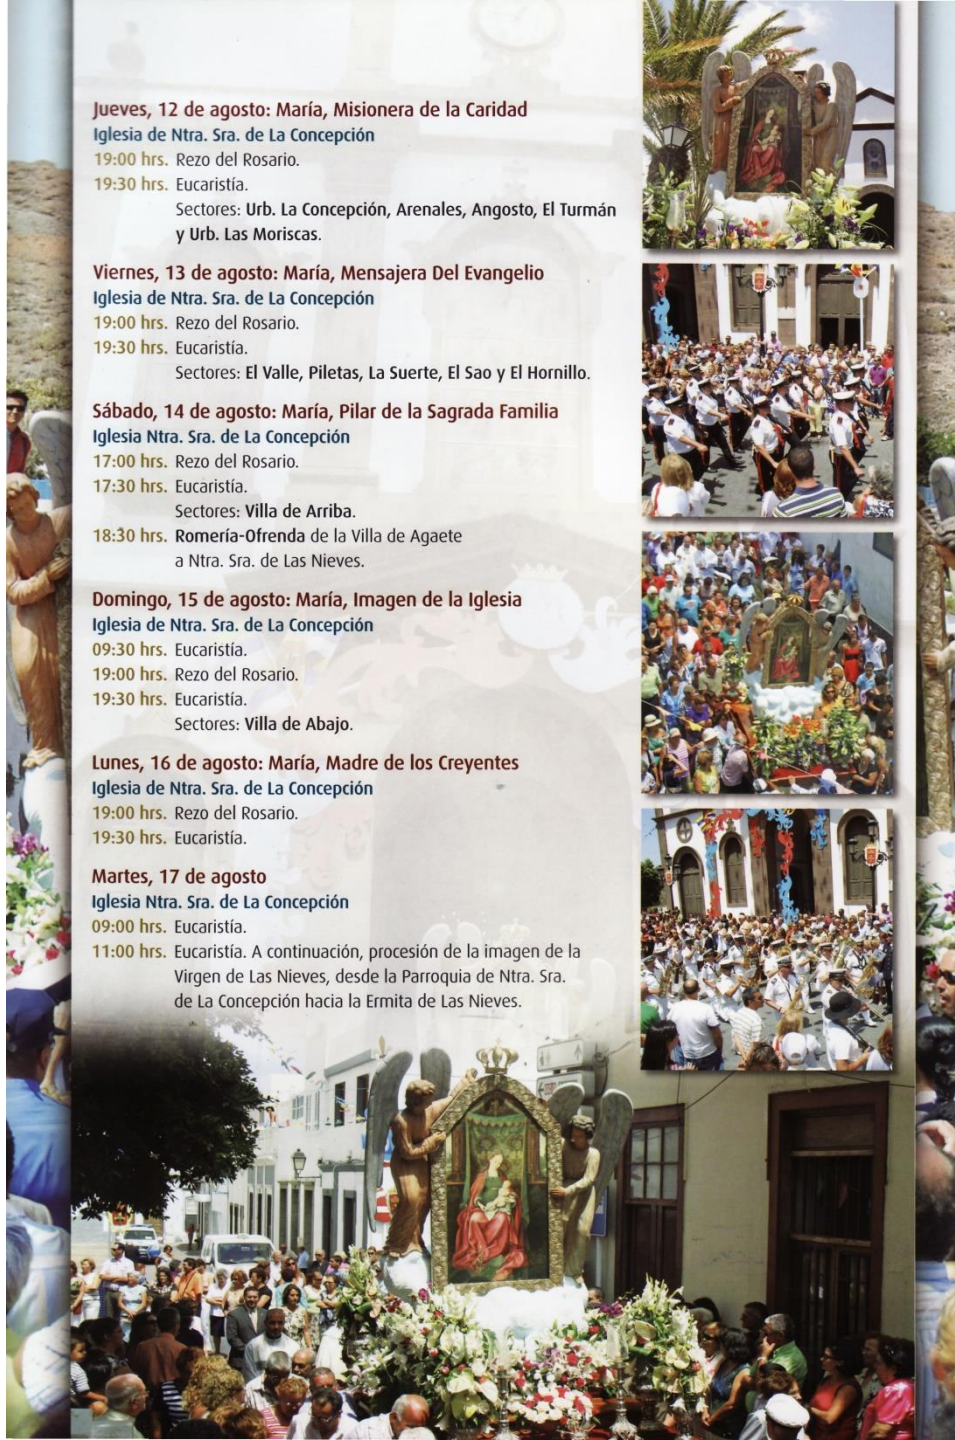 Jueves, 12 de agosto: María, Misionera de la Caridad
Iglesia de Ntra. Sra. de La Concepción
19:00 hrs. Rezo del Rosario.
19:30 hrs. Eucaristía.
Sectores: Urb. La Concepción, Arenales, Angosto, El Turmán
y Urb. Las Moriscas.
Viernes, 13 de agosto: María, Mensajera Del Evangelio
Iglesia de Ntra. Sra. de La Concepción
19:00 hrs. Rezo del Rosario.
19:30 hrs. Eucaristía.
Sectores: El Valle, Piletas, La Suerte, El Sao y El Hornillo.
Sábado, 14 de agosto: María, Pilar de la Sagrada Familia
Iglesia Ntra. Sra. de La Concepción
17:00 hrs. Rezo del Rosario.
17:30 hrs. Eucaristía.
Sectores: Villa de Arriba.
18:30 hrs. Romería-Ofrenda de la Villa de Agaete
a Ntra. Sra. de Las Nieves.
Domingo, 15 de agosto: María, Imagen de la Iglesia
Iglesia de Ntra. Sra. de La Concepción
09:30 hrs. Eucaristía.
19:00 hrs. Rezo del Rosario.
19:30 hrs. Eucaristía.
Sectores: Villa de Abajo.
Lunes, 16 de agosto: María, Madre de los Creyentes
Iglesia de Ntra. Sra. de La Concepción
19:00 hrs. Rezo del Rosario.
19:30 hrs. Eucaristía.
Martes, 17 de agosto
Iglesia Ntra. Sra. de La Concepción
09:00 hrs. Eucaristía.
11:00 hrs. Eucaristía. A continuación, procesión de la imagen de la
Virgen de Las Nieves, desde la Parroquia de Ntra. Sra.
de La Concepción hacia la Ermita de Las Nieves.